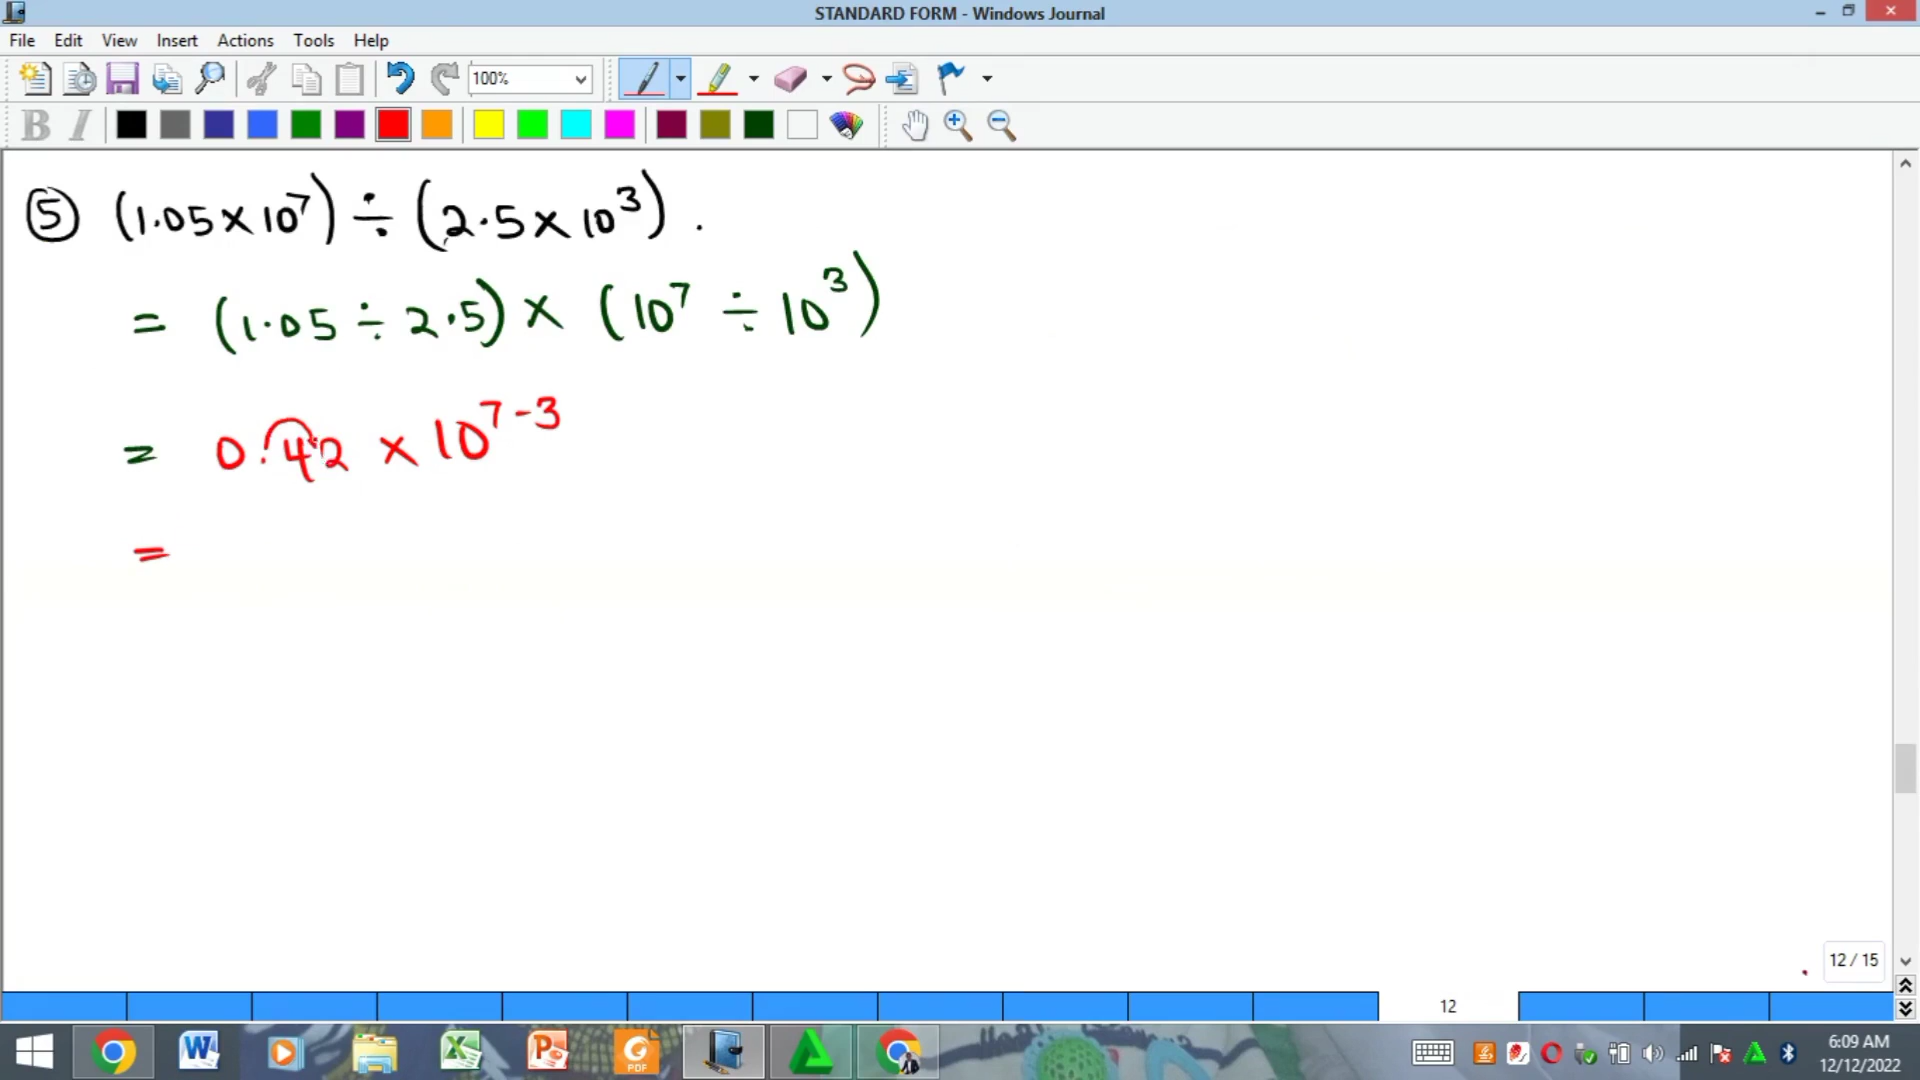 STANDARD FORM - Windows Journal
File Edit View Insert Actions Tools Help
100%
B I
⑤ (1.05 × 10⁷) ÷ (2.5 × 10³) .
= (1.05 ÷ 2.5) × (10⁷ ÷ 10³)
= 0.42 × 10⁷⁻³
=
12 / 15
12
PDF
6:09 AM
12/12/2022